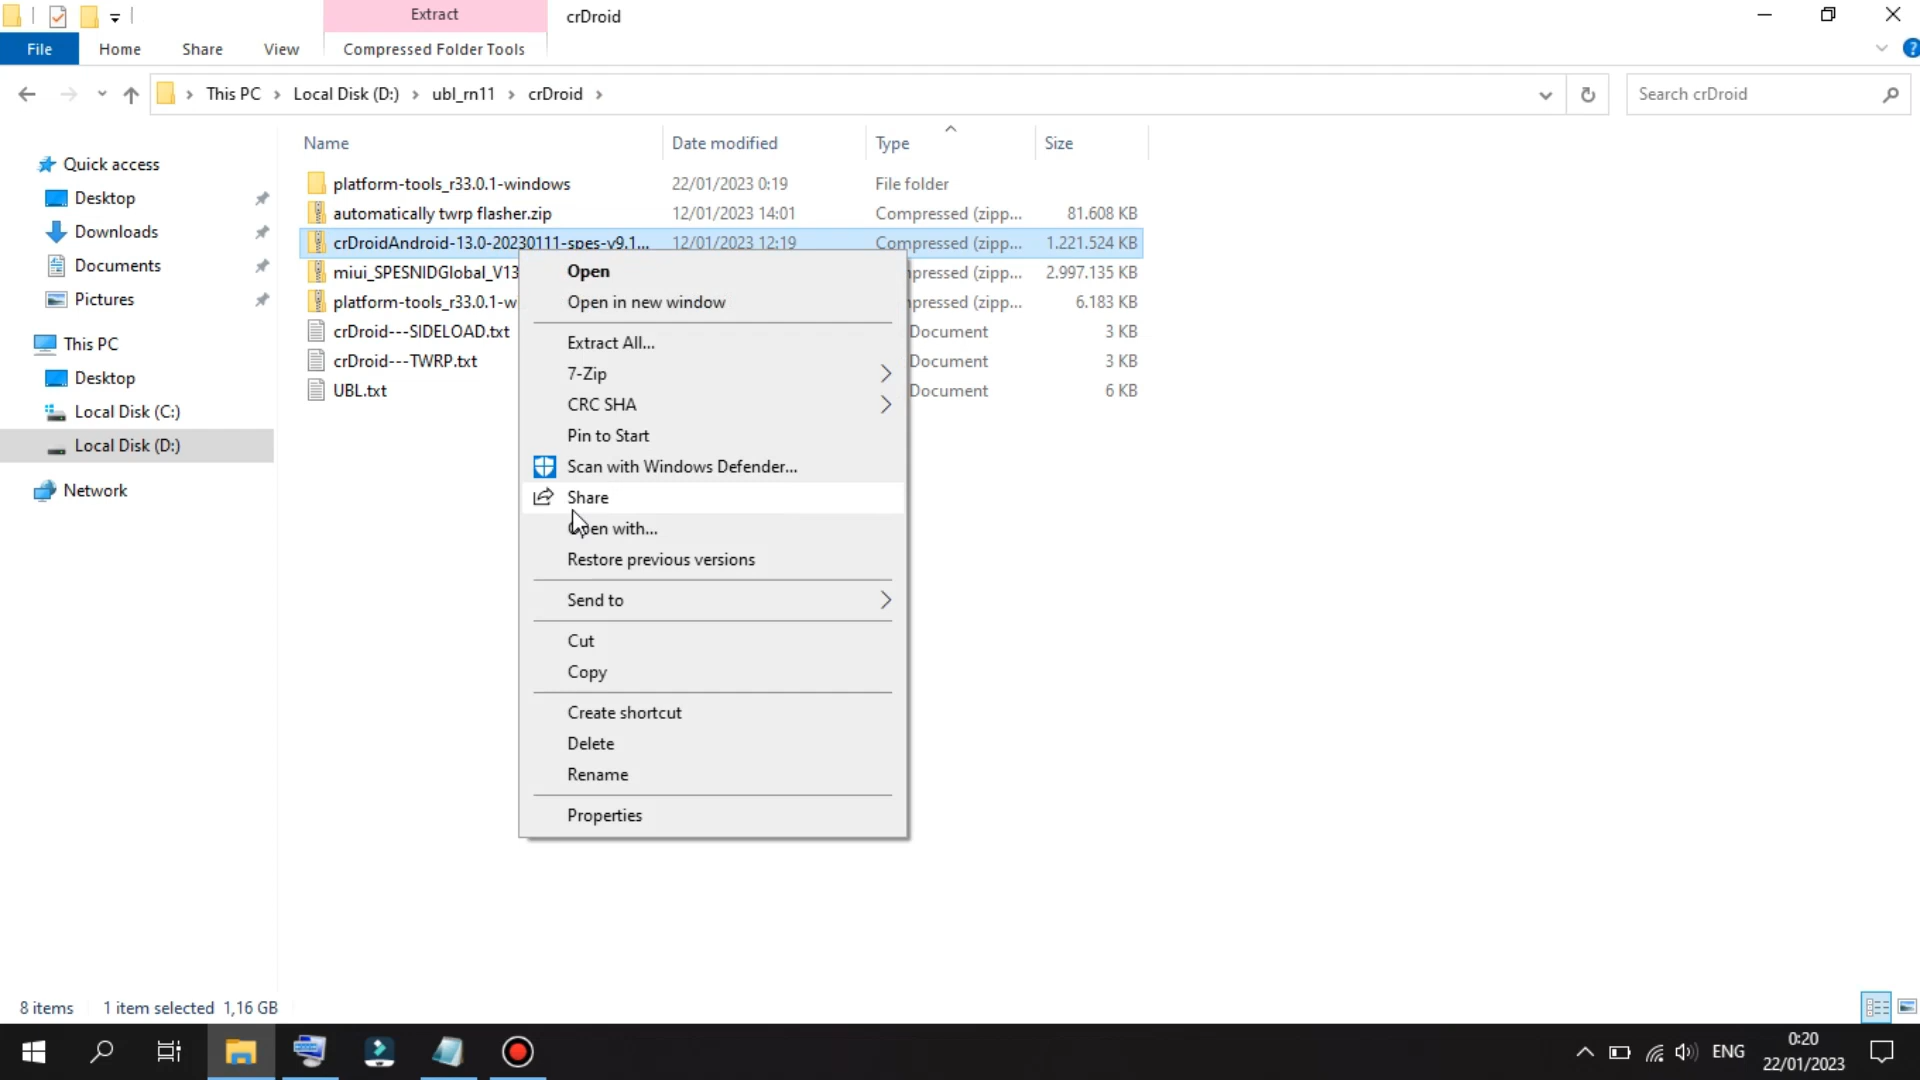 Extract
crDroid
File
Home
Share
View
Compressed Folder Tools
This PC
Local Disk (D:)
ubl_rn11
crDroid
Search crDroid
Name
Date modified
Type
Size
Quick access
Desktop
Downloads
Documents
Pictures
This PC
Desktop
Local Disk (C:)
Local Disk (D:)
Network
platform-tools_r33.0.1-windows 22/01/2023 0:19 File folder
automatically twrp flasher.zip 12/01/2023 14:01 Compressed (zipp... 81.608 KB
crDroidAndroid-13.0-20230111-spes-v9.1... 12/01/2023 12:19 Compressed (zipp... 1.221.524 KB
miui_SPESNIDGlobal_V13 pressed (zipp... 2.997.135 KB
platform-tools_r33.0.1-w pressed (zipp... 6.183 KB
crDroid---SIDELOAD.txt Document 3 KB
crDroid---TWRP.txt Document 3 KB
UBL.txt Document 6 KB
Open
Open in new window
Extract All...
7-Zip
CRC SHA
Pin to Start
Scan with Windows Defender...
Share
Open with...
Restore previous versions
Send to
Cut
Copy
Create shortcut
Delete
Rename
Properties
8 items 1 item selected 1,16 GB
ENG
0:20
22/01/2023